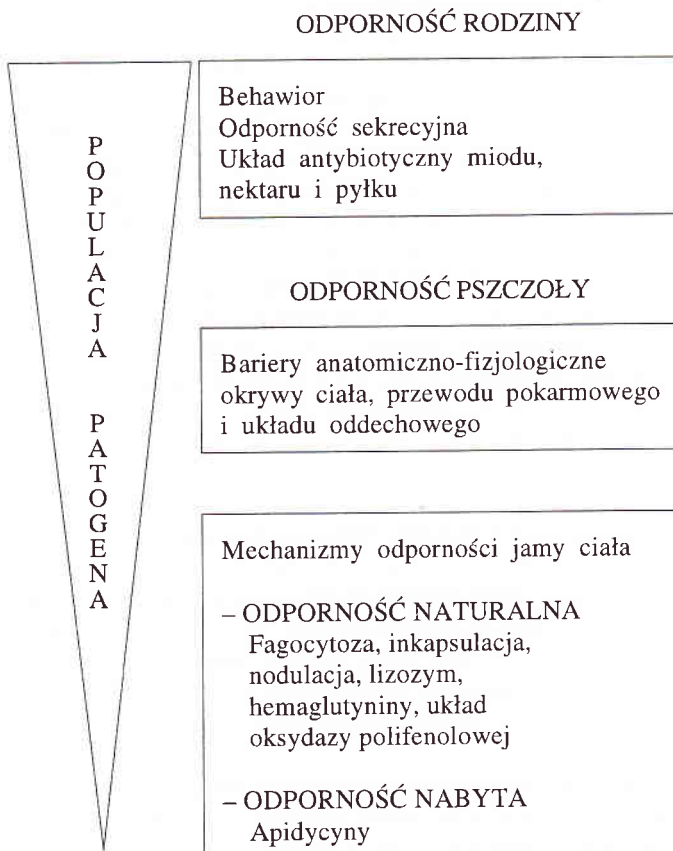 ODPORNOŚĆ RODZINY
POPULACJA PATOGENA
Behawior
Odporność sekrecyjna
Układ antybiotyczny miodu,
nektaru i pyłku
ODPORNOŚĆ PSZCZOŁY
Bariery anatomiczno-fizjologiczne
okrywy ciała, przewodu pokarmowego
i układu oddechowego
Mechanizmy odporności jamy ciała
– ODPORNOŚĆ NATURALNA
Fagocytoza, inkapsulacja,
nodulacja, lizozym,
hemaglutyniny, układ
oksydazy polifenolowej
– ODPORNOŚĆ NABYTA
Apidycyny